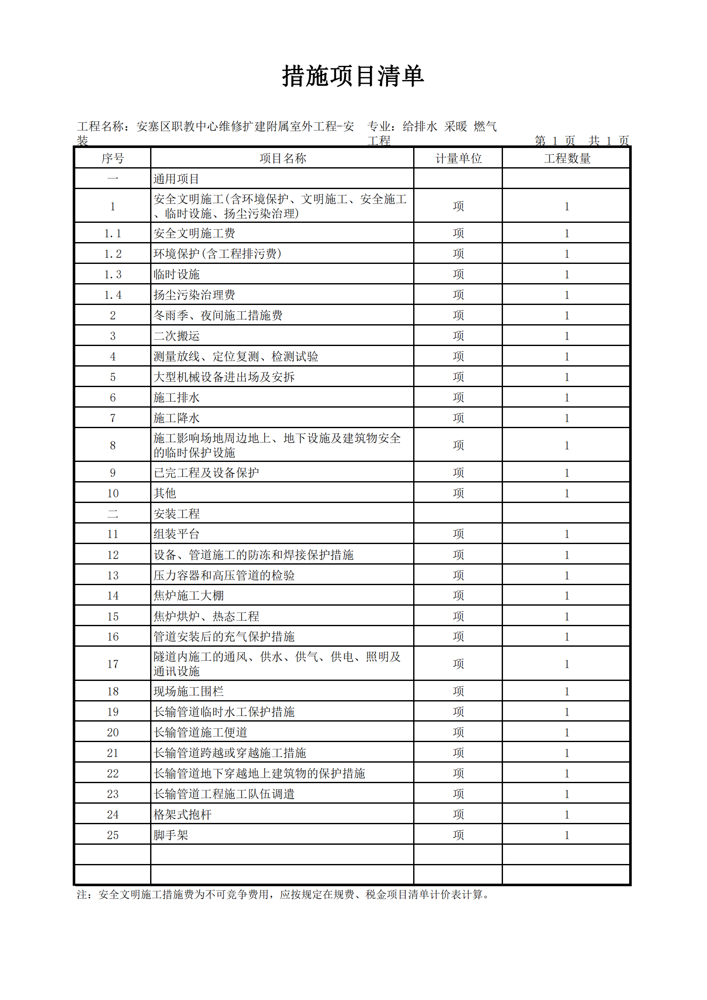 措施项目清单
工程名称：安塞区职教中心维修扩建附属室外工程-安装 专业：给排水 采暖 燃气工程 第 1 页 共 1 页
序号 项目名称 计量单位 工程数量
一 通用项目
1 安全文明施工(含环境保护、文明施工、安全施工、临时设施、扬尘污染治理) 项 1
1.1 安全文明施工费 项 1
1.2 环境保护(含工程排污费) 项 1
1.3 临时设施 项 1
1.4 扬尘污染治理费 项 1
2 冬雨季、夜间施工措施费 项 1
3 二次搬运 项 1
4 测量放线、定位复测、检测试验 项 1
5 大型机械设备进出场及安拆 项 1
6 施工排水 项 1
7 施工降水 项 1
8 施工影响场地周边地上、地下设施及建筑物安全的临时保护设施 项 1
9 已完工程及设备保护 项 1
10 其他 项 1
二 安装工程
11 组装平台 项 1
12 设备、管道施工的防冻和焊接保护措施 项 1
13 压力容器和高压管道的检验 项 1
14 焦炉施工大棚 项 1
15 焦炉烘炉、热态工程 项 1
16 管道安装后的充气保护措施 项 1
17 隧道内施工的通风、供水、供气、供电、照明及通讯设施 项 1
18 现场施工围栏 项 1
19 长输管道临时水工保护措施 项 1
20 长输管道施工便道 项 1
21 长输管道跨越或穿越施工措施 项 1
22 长输管道地下穿越地上建筑物的保护措施 项 1
23 长输管道工程施工队伍调遣 项 1
24 格架式抱杆 项 1
25 脚手架 项 1
注：安全文明施工措施费为不可竞争费用，应按规定在规费、税金项目清单计价表计算。